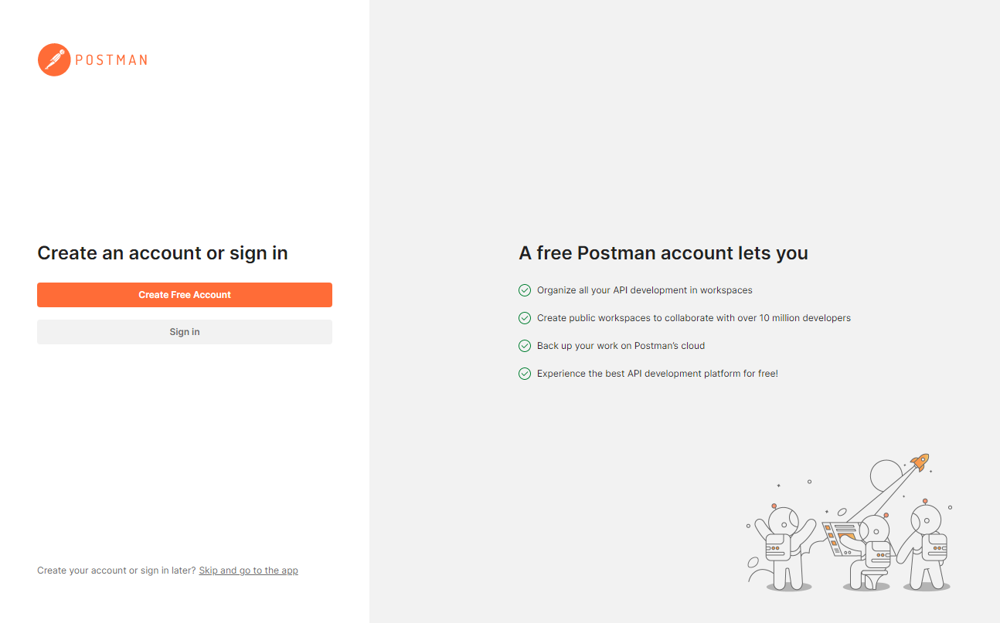 POSTMAN
Create an account or sign in
Create Free Account
Sign in
Create your account or sign in later? Skip and go to the app
A free Postman account lets you
Organize all your API development in workspaces
Create public workspaces to collaborate with over 10 million developers
Back up your work on Postman’s cloud
Experience the best API development platform for free!